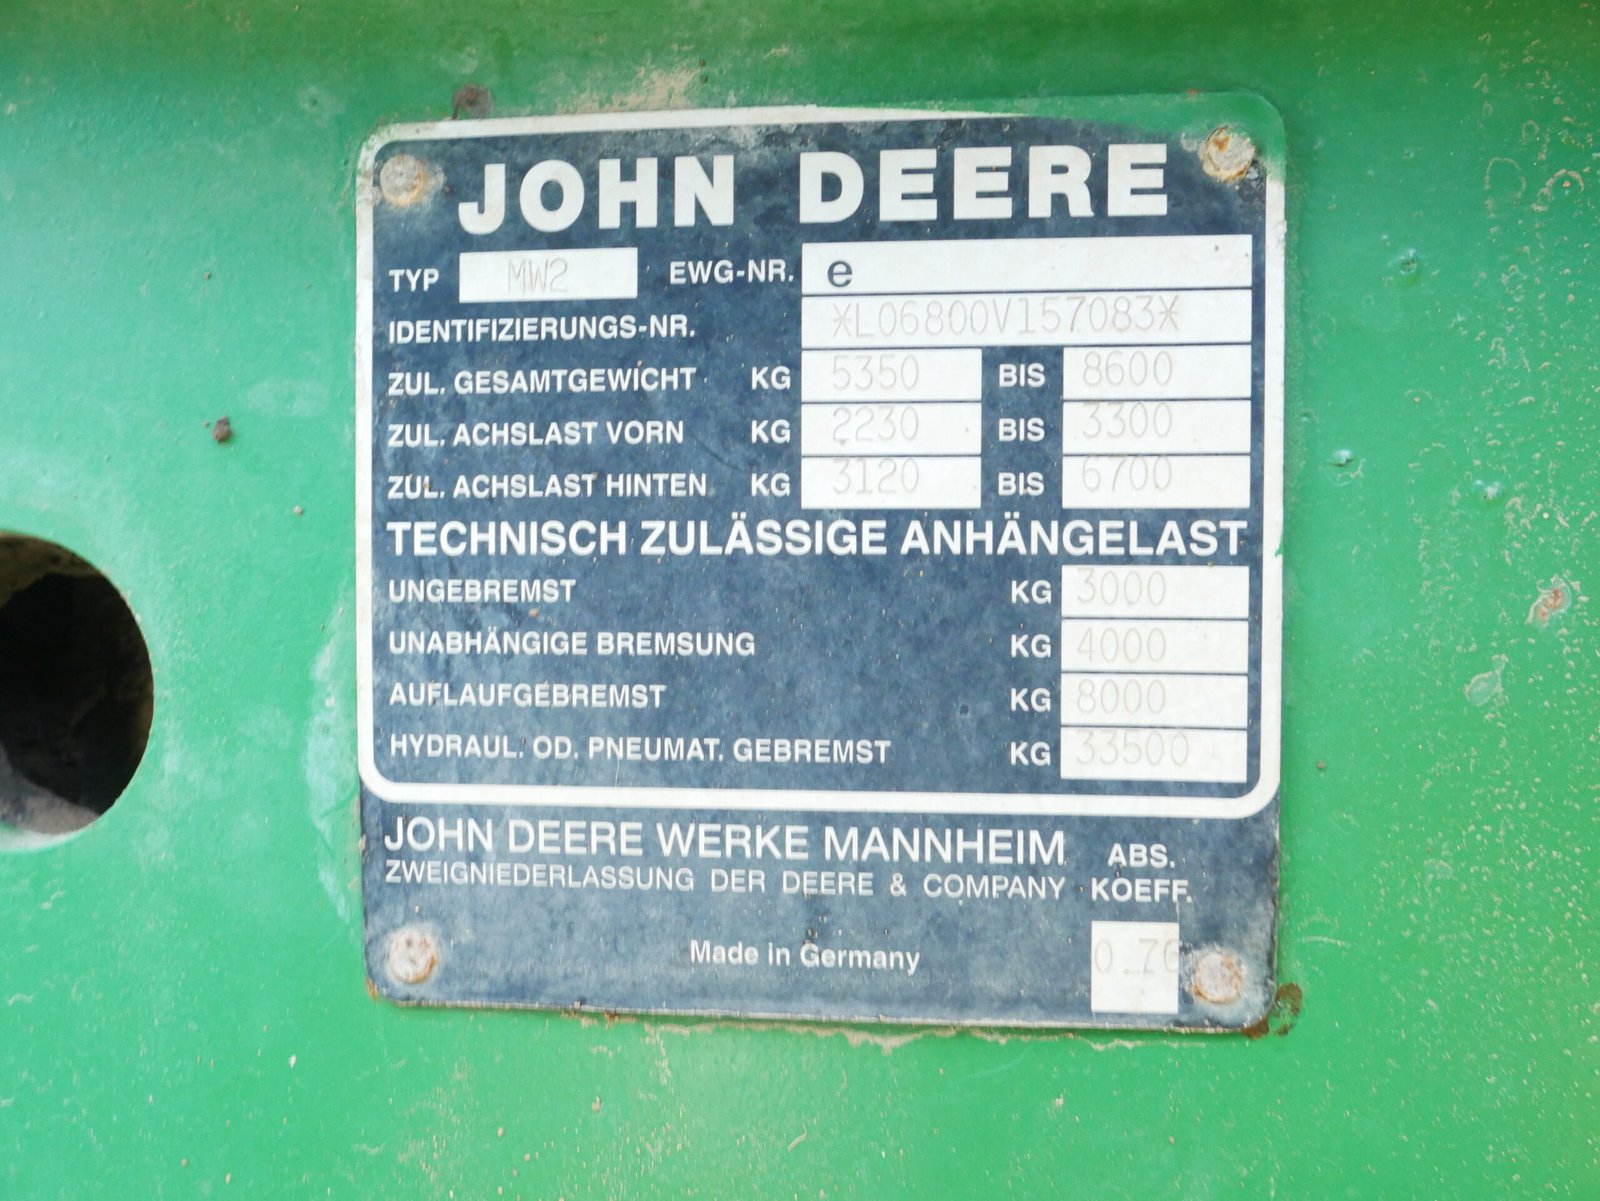 JOHN DEERE
TYP MW2 EWG-NR. e
IDENTIFIZIERUNGS-NR. *L06800V157083*
ZUL. GESAMTGEWICHT KG 5350 BIS 8600
ZUL. ACHSLAST VORN KG 2230 BIS 3300
ZUL. ACHSLAST HINTEN KG 3120 BIS 6700
TECHNISCH ZULÄSSIGE ANHÄNGELAST
UNGEBREMST KG 3000
UNABHÄNGIGE BREMSUNG KG 4000
AUFLAUFGEBREMST KG 8000
HYDRAUL. OD. PNEUMAT. GEBREMST KG 33500
JOHN DEERE WERKE MANNHEIM ABS.
ZWEIGNIEDERLASSUNG DER DEERE & COMPANY KOEFF.
Made in Germany 0.76